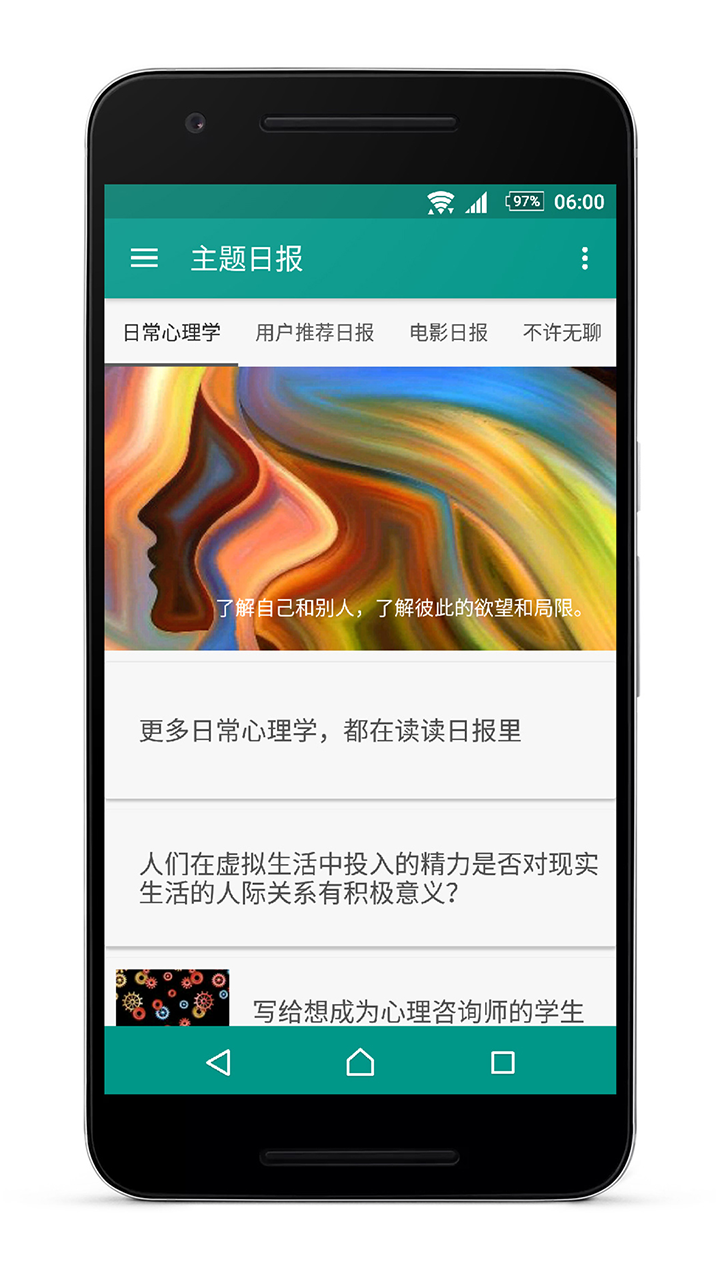 97% 06:00
主题日报
日常心理学 用户推荐日报 电影日报 不许无聊
了解自己和别人，了解彼此的欲望和局限。
更多日常心理学，都在读读日报里
人们在虚拟生活中投入的精力是否对现实
生活的人际关系有积极意义？
写给想成为心理咨询师的学生